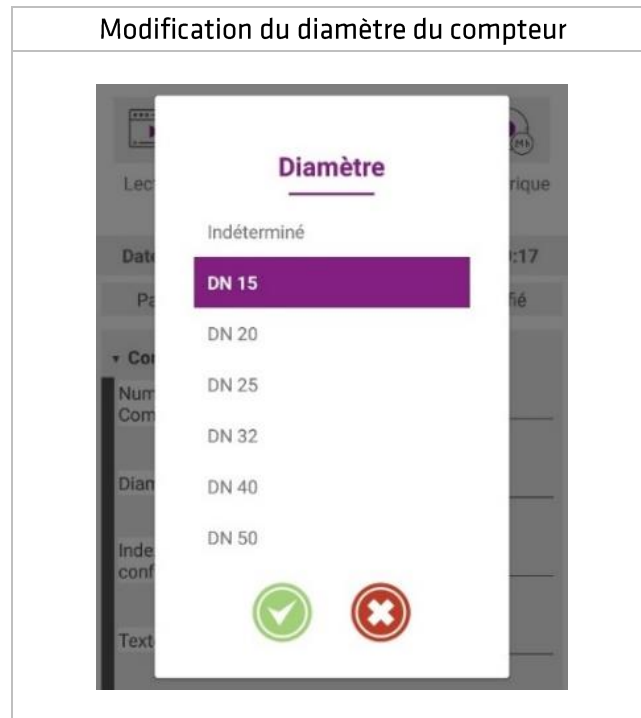 Modification du diamètre du compteur
Diamètre
Indéterminé
DN 15
DN 20
DN 25
DN 32
DN 40
DN 50